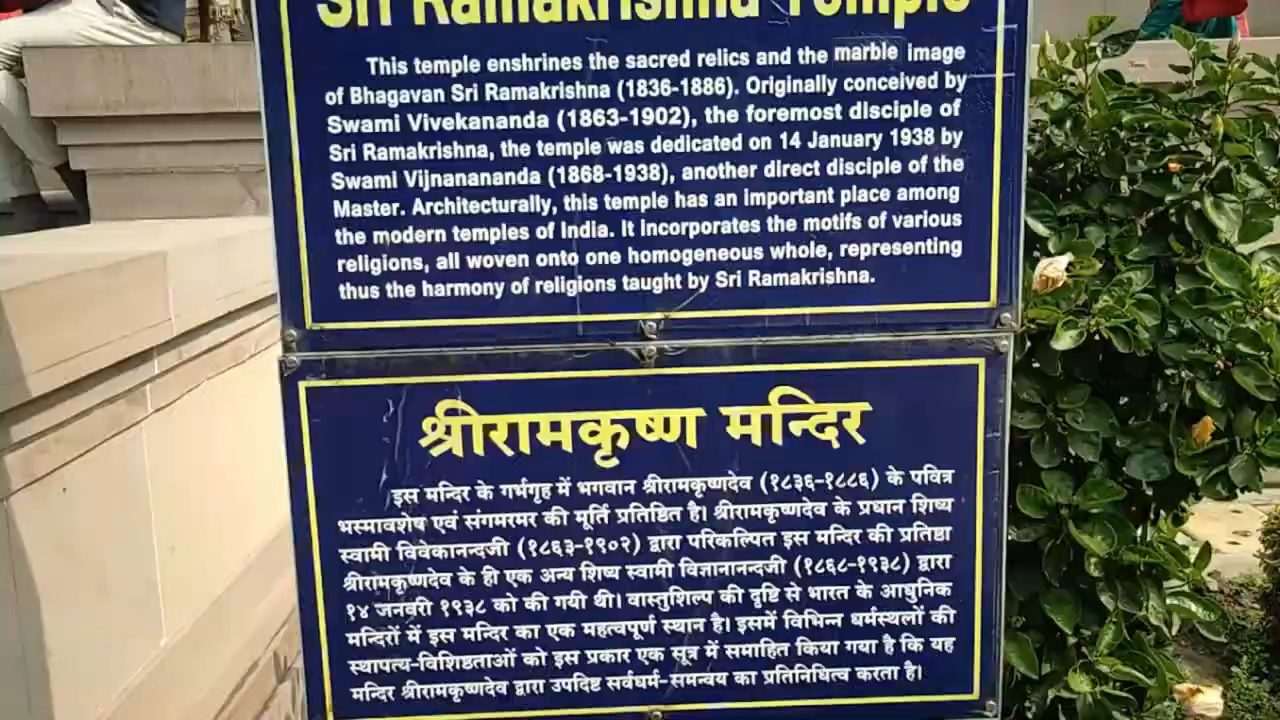 Sri Ramakrishna Temple
This temple enshrines the sacred relics and the marble image
of Bhagavan Sri Ramakrishna (1836-1886). Originally conceived by
Swami Vivekananda (1863-1902), the foremost disciple of
Sri Ramakrishna, the temple was dedicated on 14 January 1938 by
Swami Vijnanananda (1868-1938), another direct disciple of the
Master. Architecturally, this temple has an important place among
the modern temples of India. It incorporates the motifs of various
religions, all woven onto one homogeneous whole, representing
thus the harmony of religions taught by Sri Ramakrishna.
श्रीरामकृष्ण मन्दिर
इस मन्दिर के गर्भगृह में भगवान श्रीरामकृष्णदेव (१८३६-१८८६) के पवित्र
भस्मावशेष एवं संगमरमर की मूर्ति प्रतिष्ठित है। श्रीरामकृष्णदेव के प्रधान शिष्य
स्वामी विवेकानन्दजी (१८६३-१९०२) द्वारा परिकल्पित इस मन्दिर की प्रतिष्ठा
श्रीरामकृष्णदेव के ही एक अन्य शिष्य स्वामी विज्ञानानन्दजी (१८६८-१९३८) द्वारा
१४ जनवरी १९३८ को की गयी थी। वास्तुशिल्प की दृष्टि से भारत के आधुनिक
मन्दिरों में इस मन्दिर का एक महत्वपूर्ण स्थान है। इसमें विभिन्न धर्मस्थलों की
स्थापत्य-विशिष्टताओं को इस प्रकार एक सूत्र में समाहित किया गया है कि यह
मन्दिर श्रीरामकृष्णदेव द्वारा उपदिष्ट सर्वधर्म-समन्वय का प्रतिनिधित्व करता है।